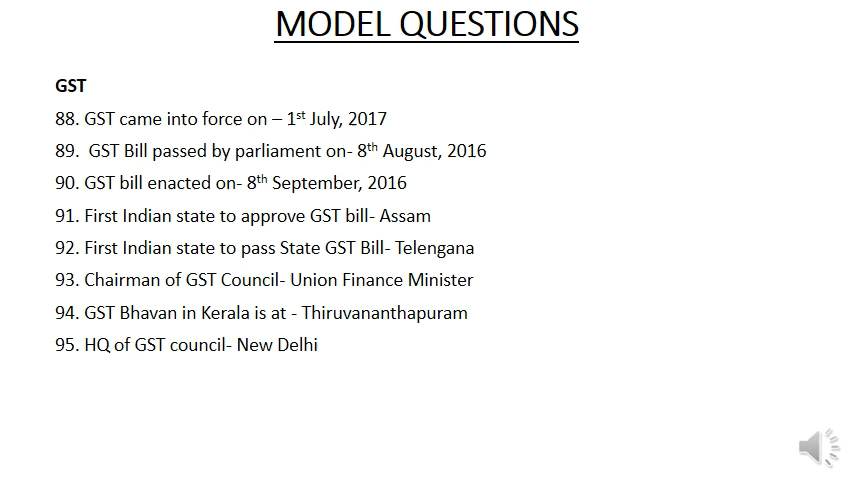 MODEL QUESTIONS
GST
88. GST came into force on – 1st July, 2017
89.  GST Bill passed by parliament on- 8th August, 2016
90. GST bill enacted on- 8th September, 2016
91. First Indian state to approve GST bill- Assam
92. First Indian state to pass State GST Bill- Telengana
93. Chairman of GST Council- Union Finance Minister
94. GST Bhavan in Kerala is at - Thiruvananthapuram
95. HQ of GST council- New Delhi